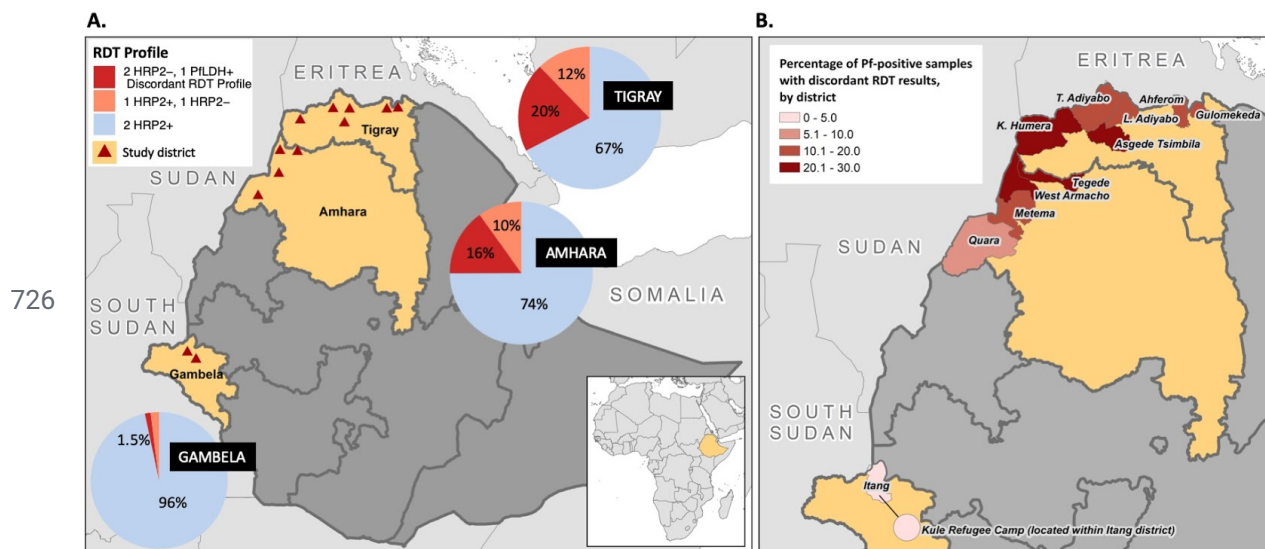 726
A.
RDT Profile
2 HRP2–, 1 PfLDH+
Discordant RDT Profile
1 HRP2+, 1 HRP2–
2 HRP2+
Study district
ERITREA
Tigray
SUDAN
Amhara
SOUTH
SUDAN
Gambela
SOMALIA
12%
20%
67%
TIGRAY
10%
16%
74%
AMHARA
1.5%
96%
GAMBELA
B.
Percentage of Pf-positive samples
with discordant RDT results,
by district
0 - 5.0
5.1 - 10.0
10.1 - 20.0
20.1 - 30.0
ERITREA
T. Adiyabo
Ahferom
K. Humera
L. Adiyabo
Gulomekeda
Asgede Tsimbila
Tegede
West Armacho
Metema
Quara
SUDAN
SOUTH
SUDAN
Itang
Kule Refugee Camp (located within Itang district)